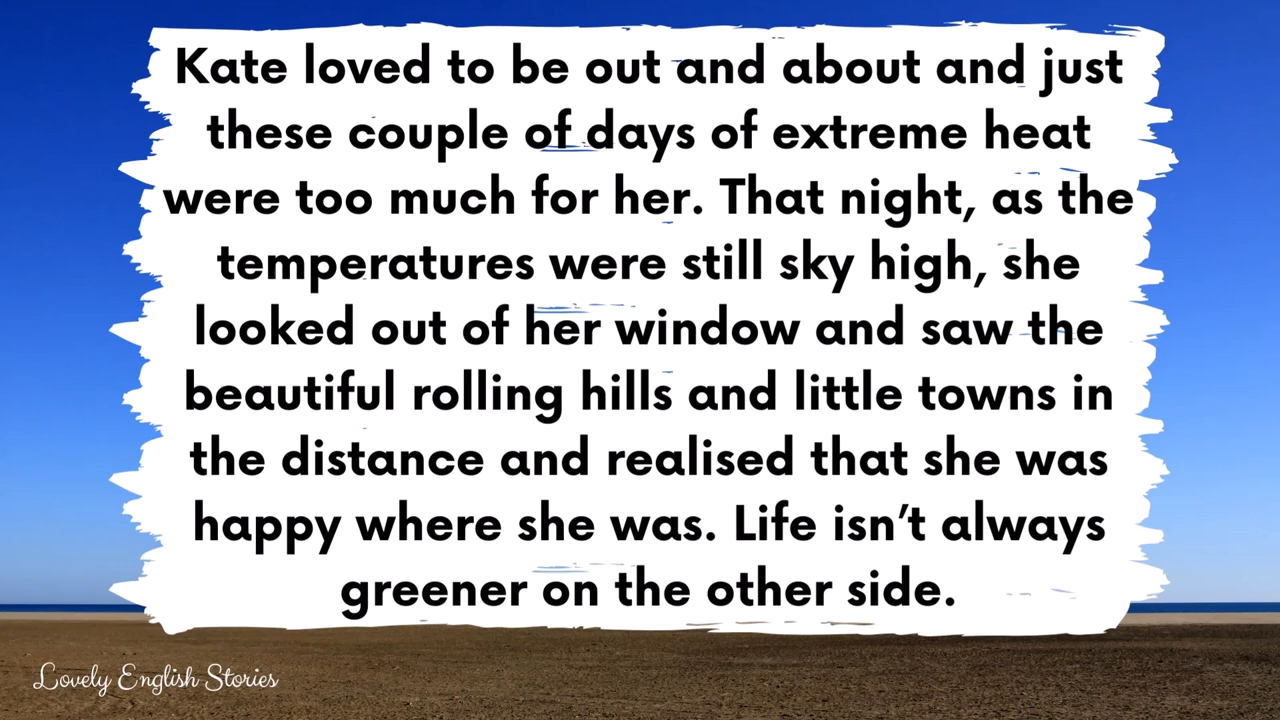 Kate loved to be out and about and just
these couple of days of extreme heat
were too much for her. That night, as the
temperatures were still sky high, she
looked out of her window and saw the
beautiful rolling hills and little towns in
the distance and realised that she was
happy where she was. Life isn’t always
greener on the other side.
Lovely English Stories